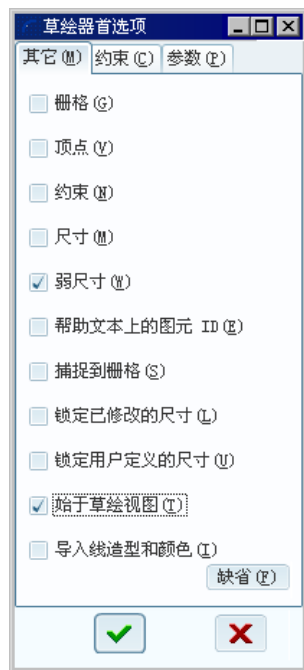 草绘器首选项
其它(M) 约束(C) 参数(P)
栅格(G)
顶点(V)
约束(N)
尺寸(M)
弱尺寸(W)
帮助文本上的图元 ID(E)
捕捉到栅格(S)
锁定已修改的尺寸(L)
锁定用户定义的尺寸(U)
始于草绘视图(T)
导入线造型和颜色(I)
缺省(F)